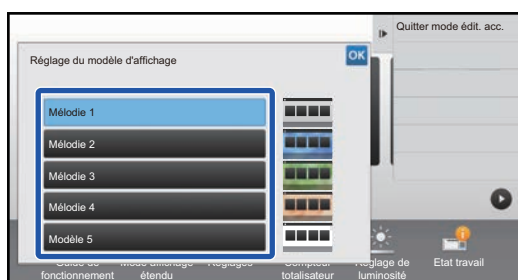 Quitter mode édit. acc.
Réglage du modèle d'affichage
OK
Mélodie 1
Mélodie 2
Mélodie 3
Mélodie 4
Modèle 5
fonctionnement
étendu
Compteur
totalisateur
Réglage de
luminosité
Etat travail